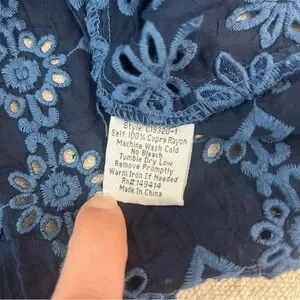 Style: C19320-1
Self: 100% Cupra Rayon
Machine Wash Cold
No Bleach
Tumble Dry Low
Remove Promptly
Warm Iron If Needed
Rn# 149414
Made In China